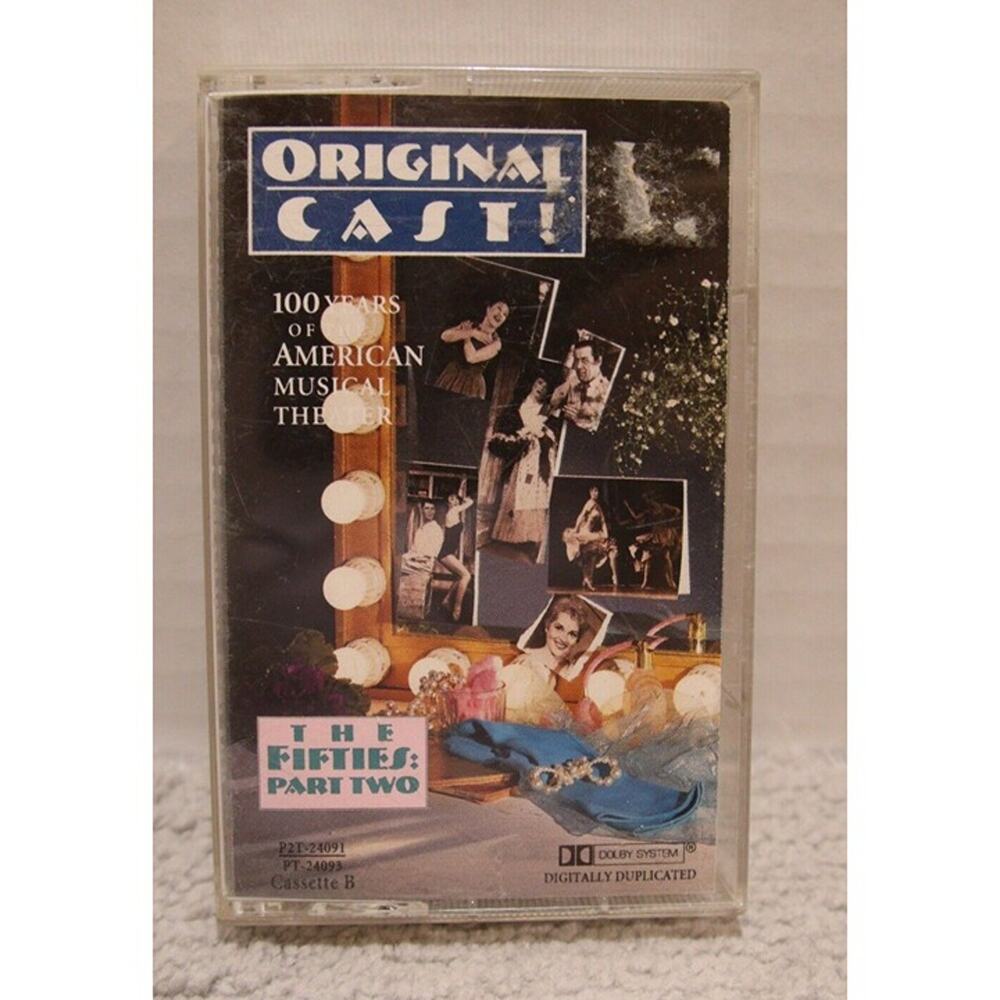 ORIGINAL
CAST!
100 YEARS
OF THE
AMERICAN
MUSICAL
THEATER
THE
FIFTIES:
PART TWO
P2T-24091
PT-24093
Cassette B
DOLBY SYSTEM ®
DIGITALLY DUPLICATED